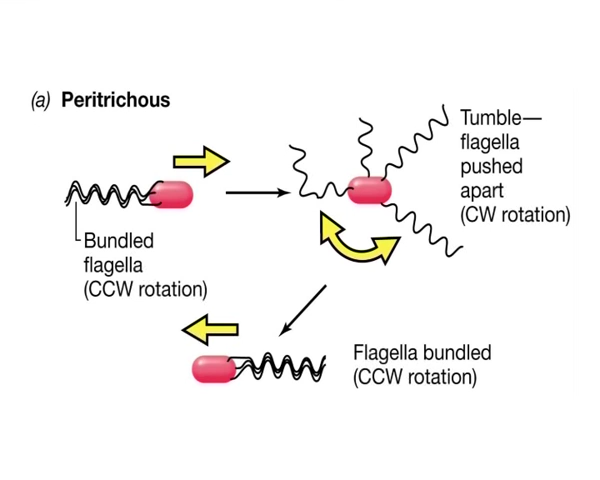 (a) Peritrichous
Tumble—
flagella
pushed
apart
(CW rotation)
Bundled
flagella
(CCW rotation)
Flagella bundled
(CCW rotation)